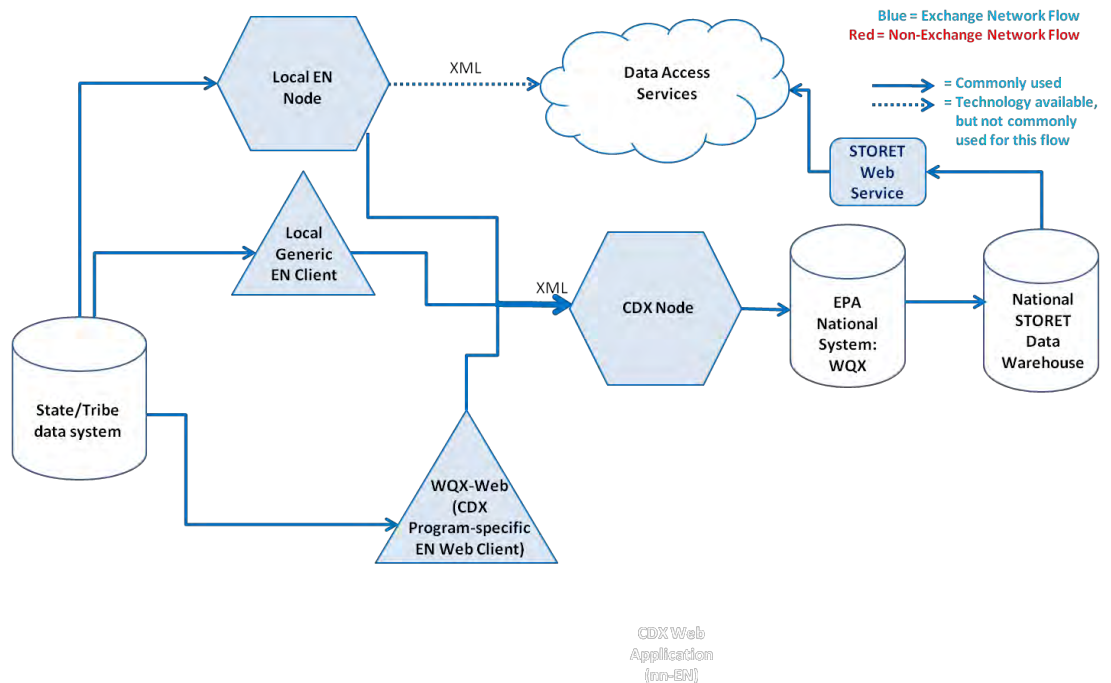 Blue = Exchange Network Flow
Red = Non-Exchange Network Flow
= Commonly used
= Technology available,
but not commonly
used for this flow
Local EN
Node
XML
Data Access
Services
STORET
Web
Service
Local
Generic
EN Client
XML
CDX Node
EPA
National
System:
WQX
National
STORET
Data
Warehouse
State/Tribe
data system
WQX-Web
(CDX
Program-specific
EN Web Client)
CDX Web
Application
(nn-EN)